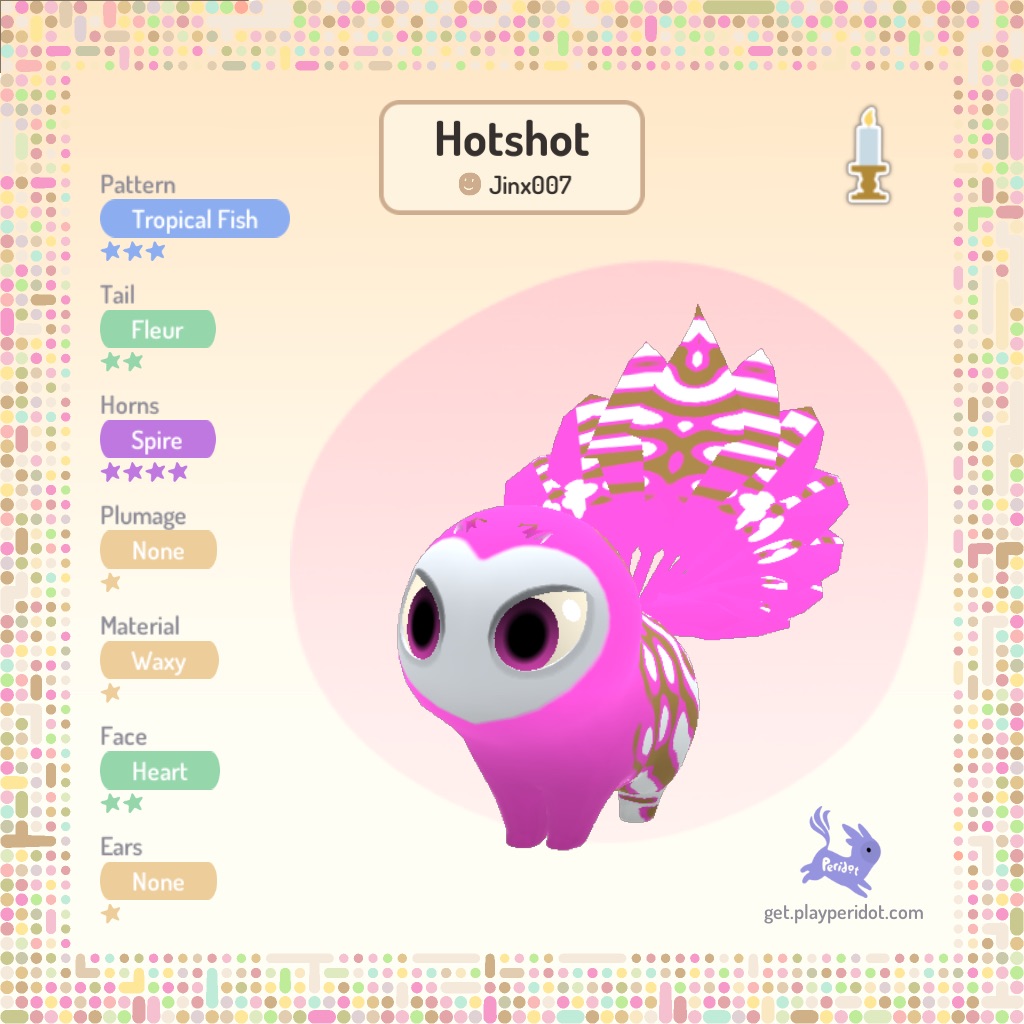 Hotshot
Jinx007
Pattern
Tropical Fish
Tail
Fleur
Horns
Spire
Plumage
None
Material
Waxy
Face
Heart
Ears
None
Peridot
get.playperidot.com